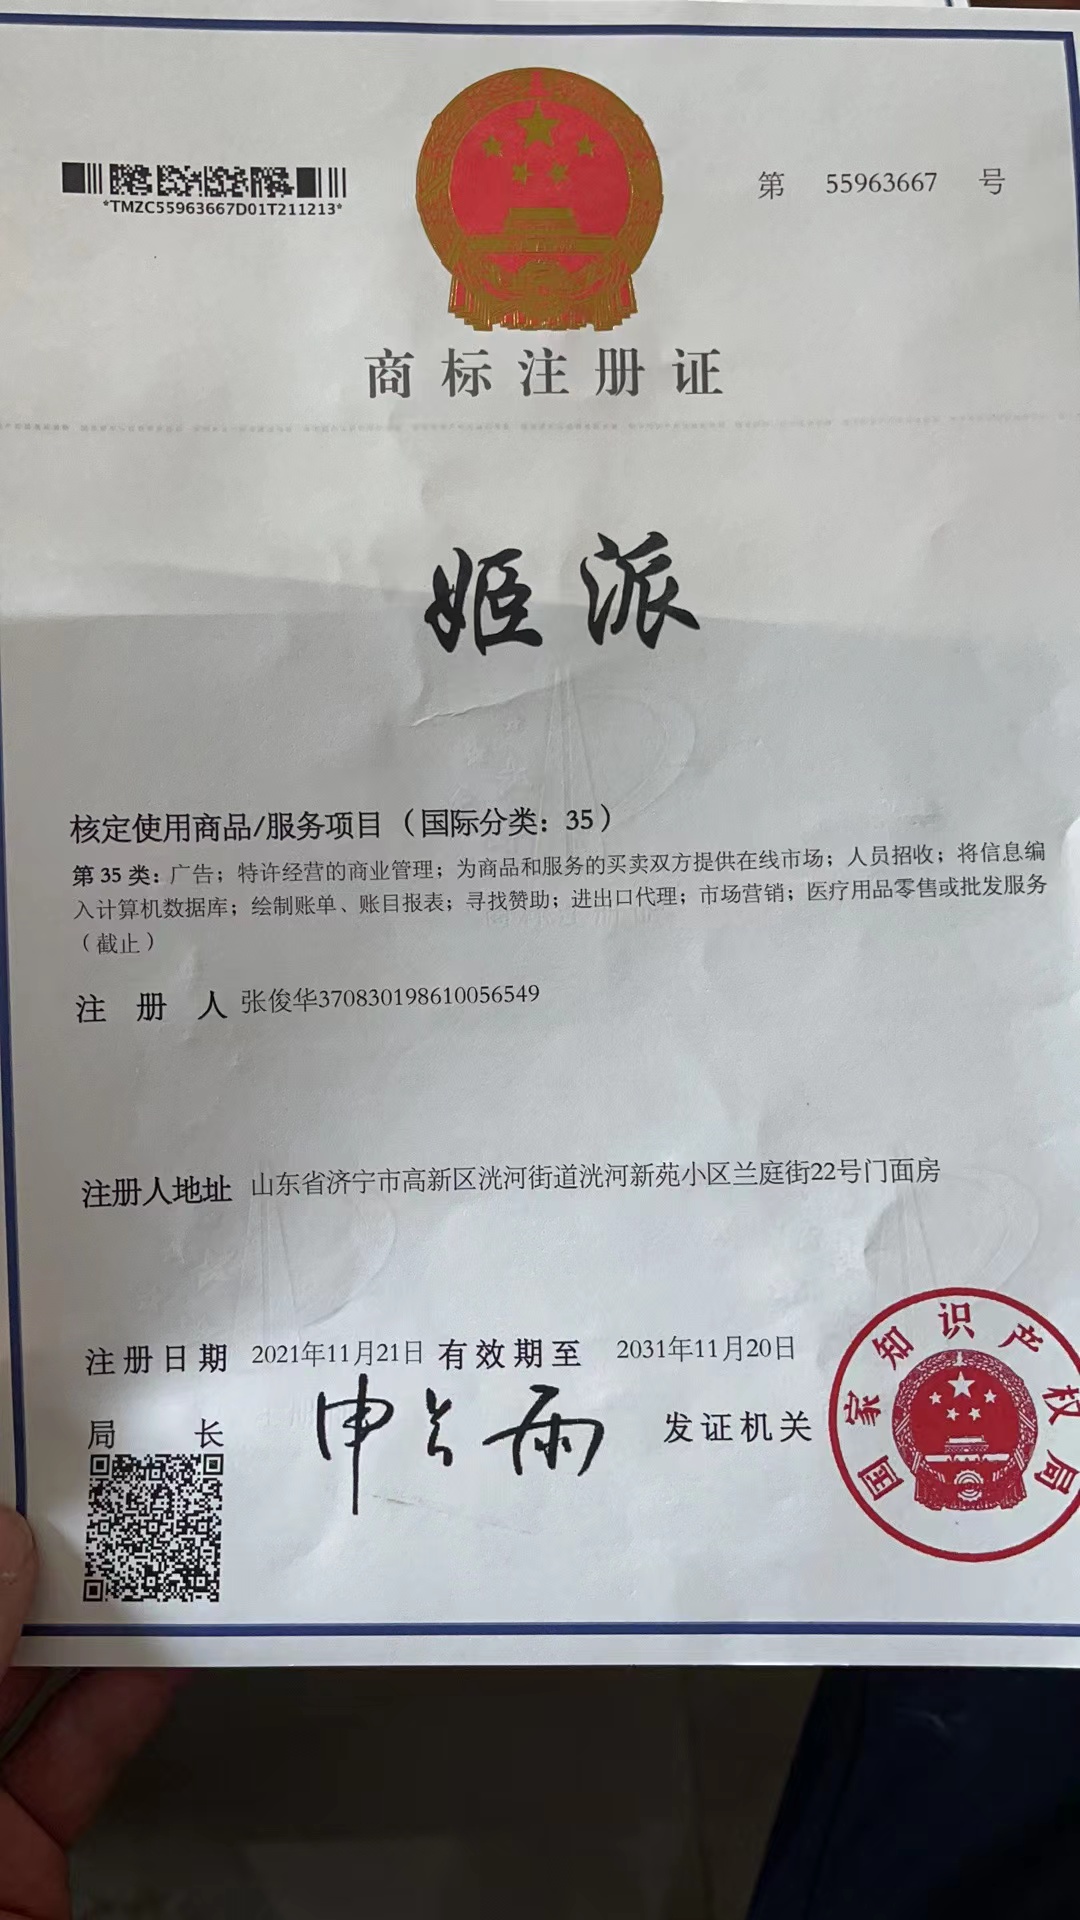 *TMZC55963667D01T211213*
第 55963667 号
商标注册证
姬派
核定使用商品/服务项目（国际分类：35）
第 35 类：广告；特许经营的商业管理；为商品和服务的买卖双方提供在线市场；人员招收；将信息编
入计算机数据库；绘制账单、账目报表；寻找赞助；进出口代理；市场营销；医疗用品零售或批发服务
（截止）
注 册 人 张俊华370830198610056549
注册人地址 山东省济宁市高新区洸河街道洸河新苑小区兰庭街22号门面房
注册日期 2021年11月21日 有效期至 2031年11月20日
局 长 申长雨 发证机关
国家知识产权局